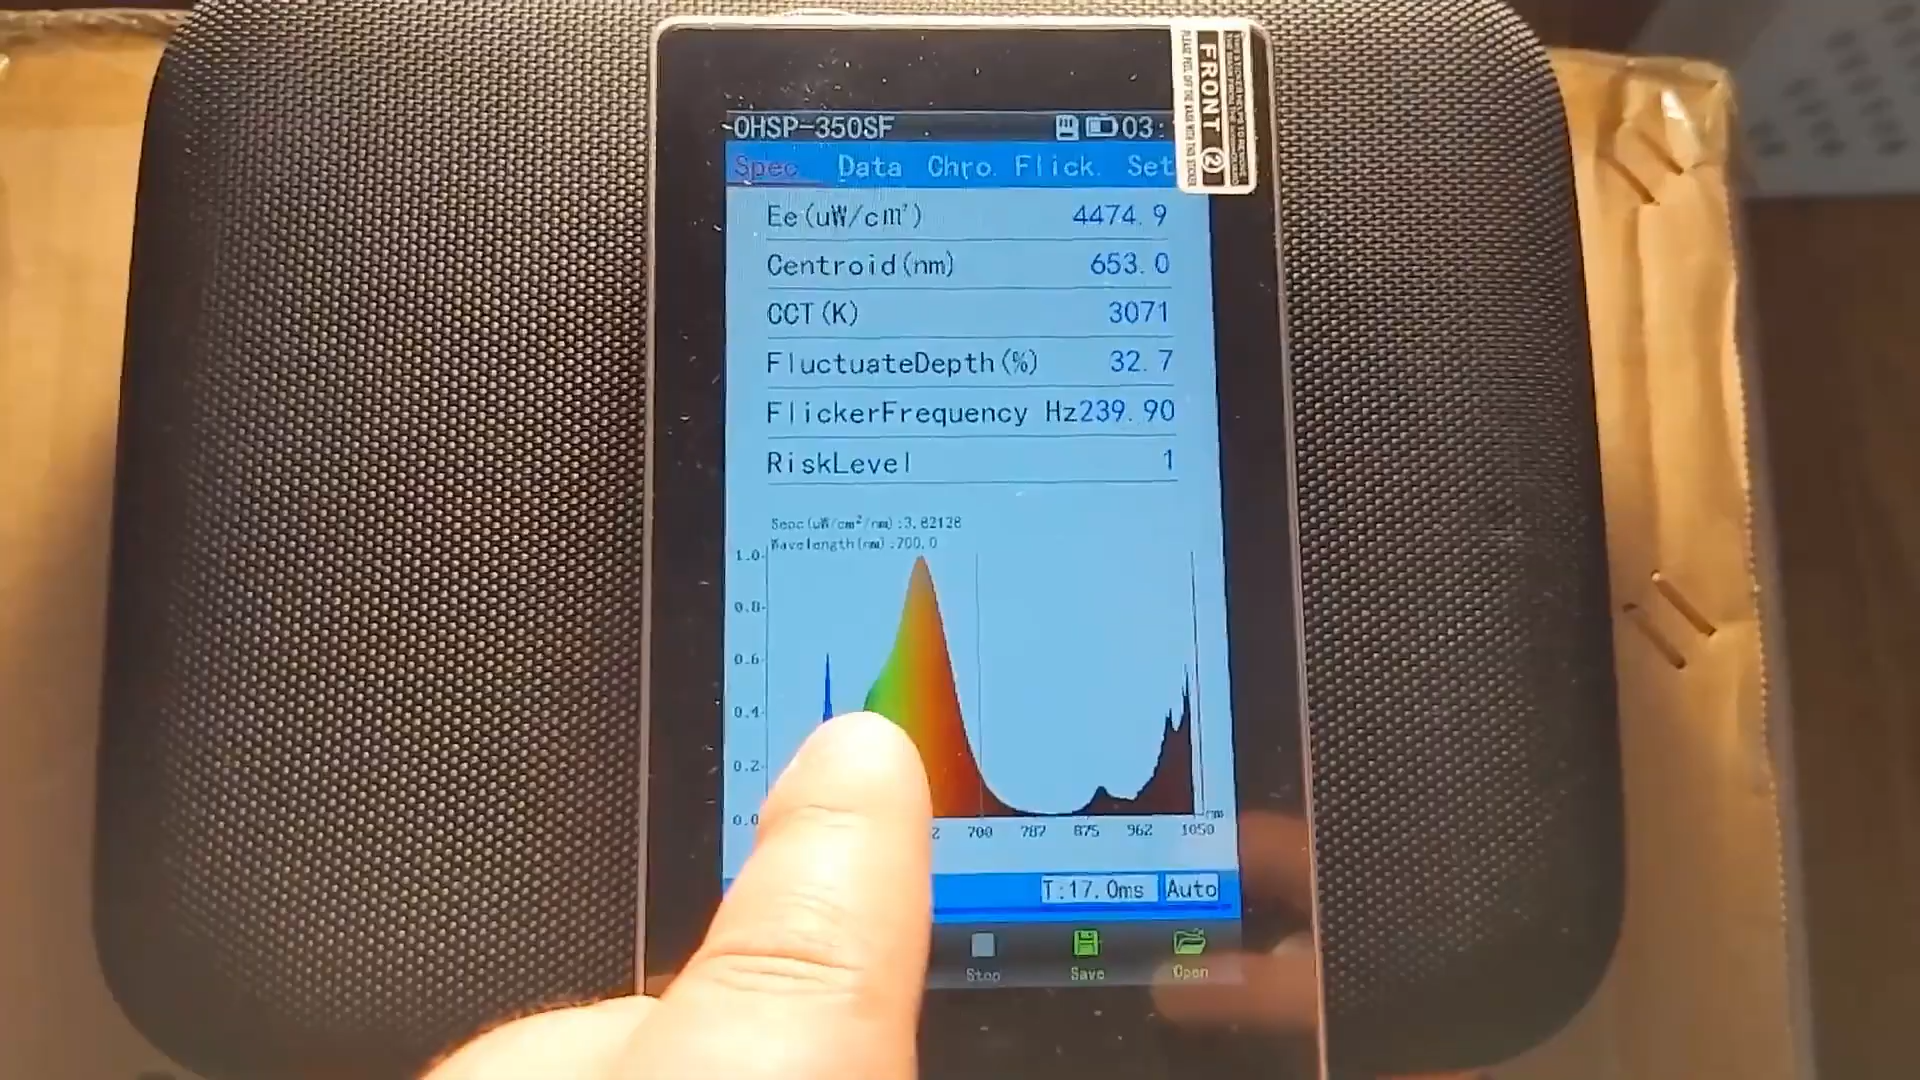 OHSP-350SF 03:
Spec Data Chro. Flick. Set
FRONT 2
Ee(uW/cm²) 4474.9
Centroid(nm) 653.0
CCT(K) 3071
FluctuateDepth(%) 32.7
FlickerFrequency Hz239.90
RiskLevel 1
Sepc(uW/cm²/nm):3.82128
Wavelength(nm):700.0
1.0
0.8
0.6
0.4
0.2
0.0
2 700 787 875 962 1050 nm
T:17.0ms Auto
Stop Save Open